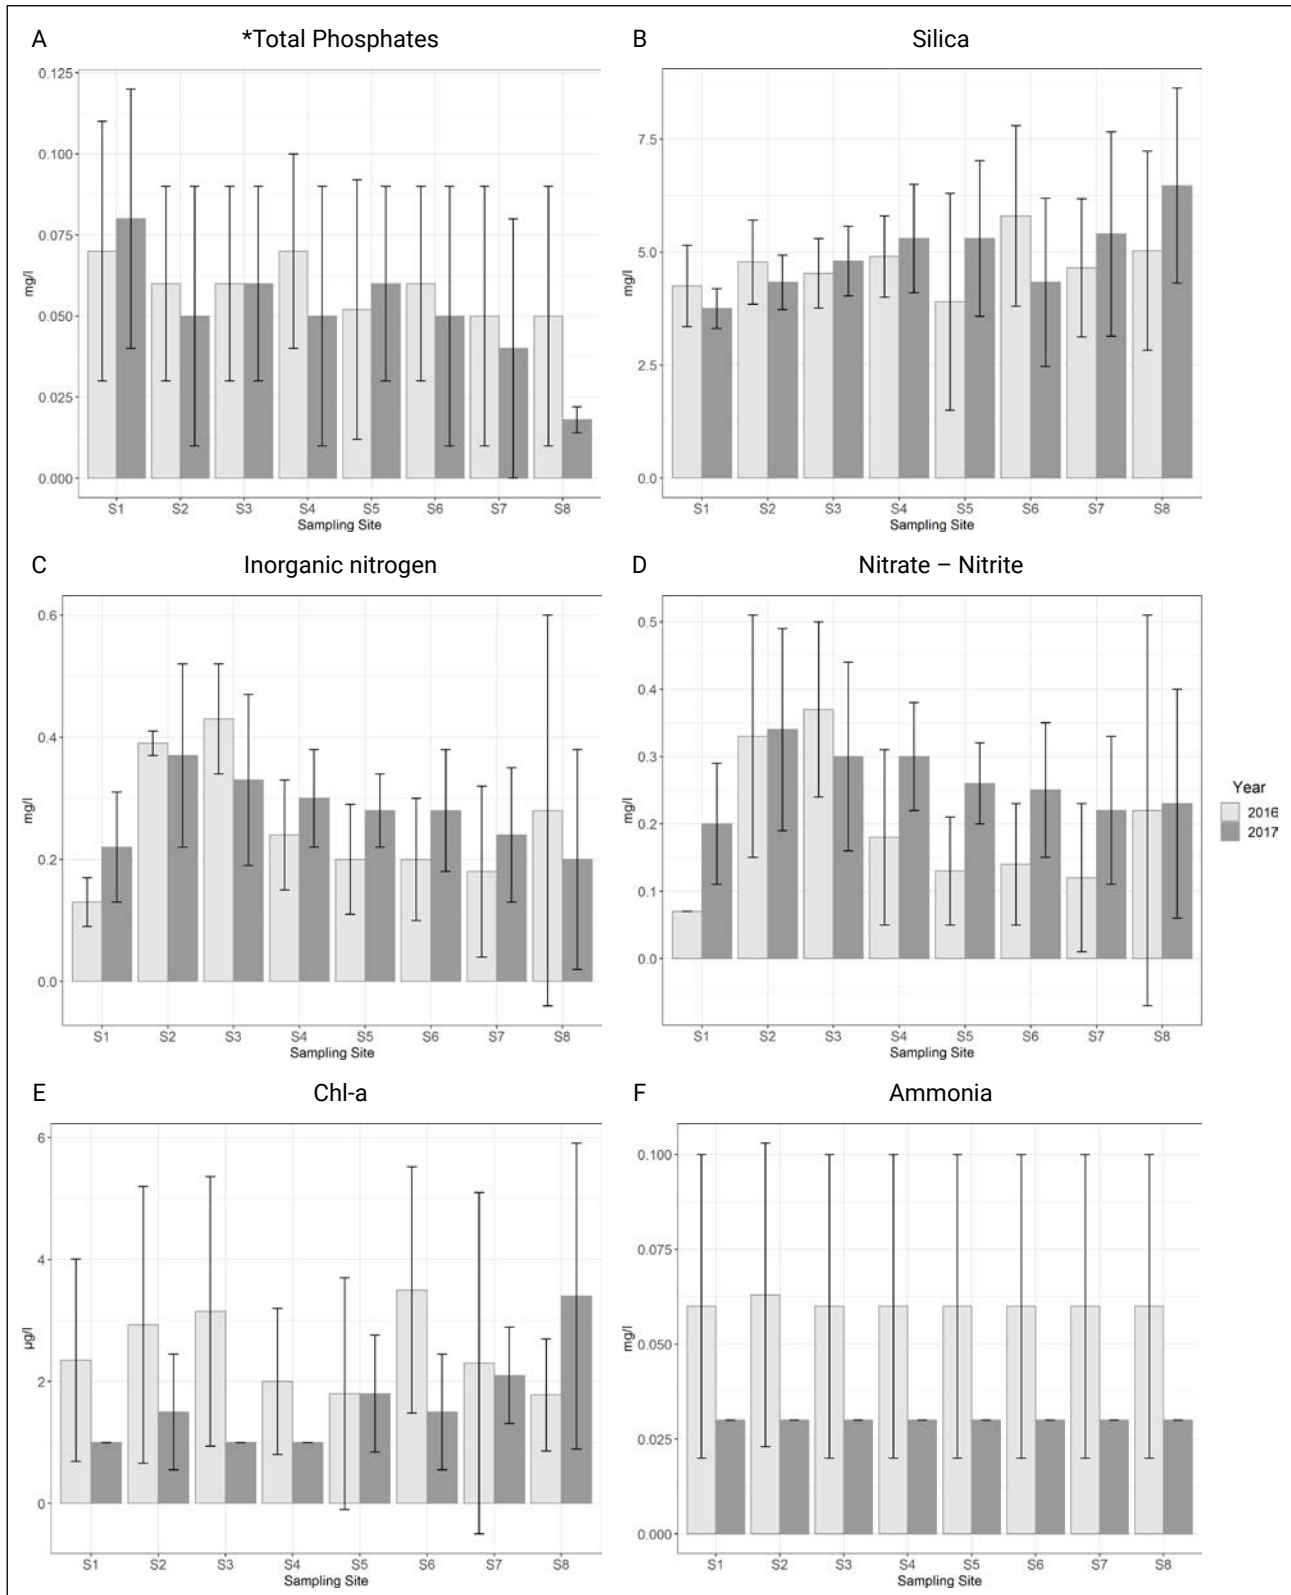 A *Total Phosphates
0.125
0.100
0.075
0.050
0.025
0.000
mg/l
S1 S2 S3 S4 S5 S6 S7 S8
Sampling Site
B Silica
7.5
5.0
2.5
0.0
mg/l
S1 S2 S3 S4 S5 S6 S7 S8
Sampling Site
C Inorganic nitrogen
0.6
0.4
0.2
0.0
mg/l
S1 S2 S3 S4 S5 S6 S7 S8
Sampling Site
D Nitrate – Nitrite
0.5
0.4
0.3
0.2
0.1
0.0
mg/l
S1 S2 S3 S4 S5 S6 S7 S8
Sampling Site
Year
2016
2017
E Chl-a
6
4
2
0
µg/l
S1 S2 S3 S4 S5 S6 S7 S8
Sampling Site
F Ammonia
0.100
0.075
0.050
0.025
0.000
mg/l
S1 S2 S3 S4 S5 S6 S7 S8
Sampling Site